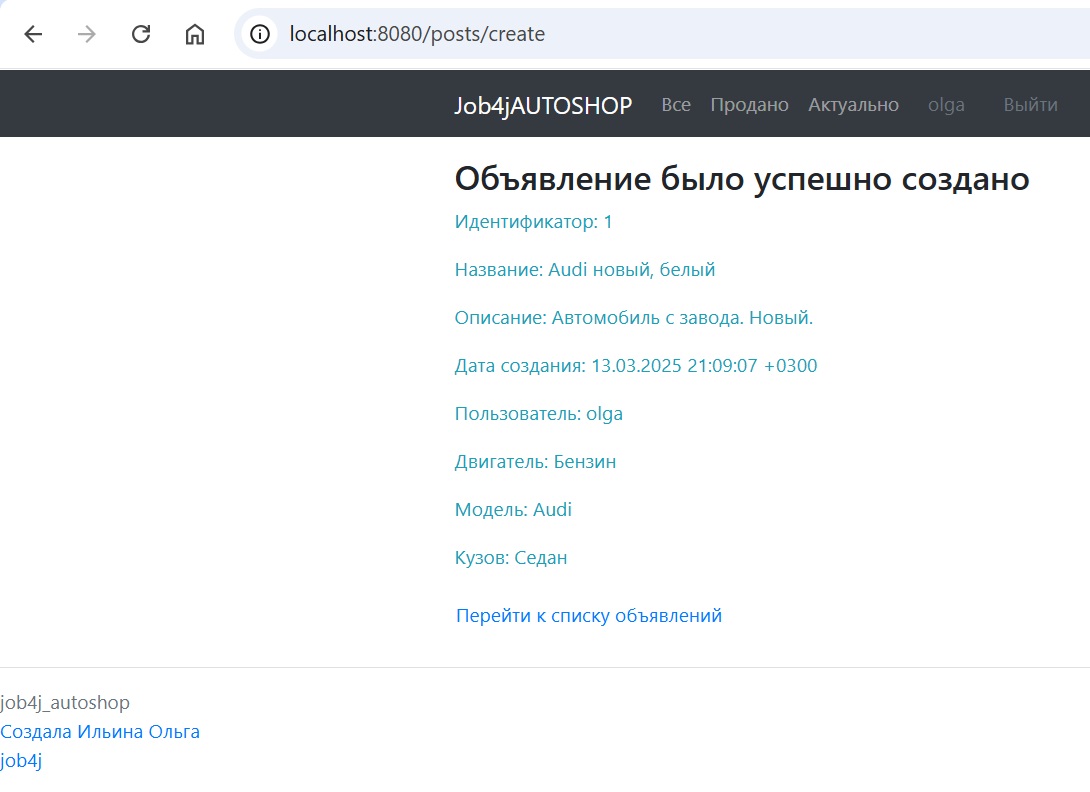 localhost:8080/posts/create
Job4jAUTOSHOP Все Продано Актуально olga Выйти
Объявление было успешно создано
Идентификатор: 1
Название: Audi новый, белый
Описание: Автомобиль с завода. Новый.
Дата создания: 13.03.2025 21:09:07 +0300
Пользователь: olga
Двигатель: Бензин
Модель: Audi
Кузов: Седан
Перейти к списку объявлений
job4j_autoshop
Создала Ильина Ольга
job4j